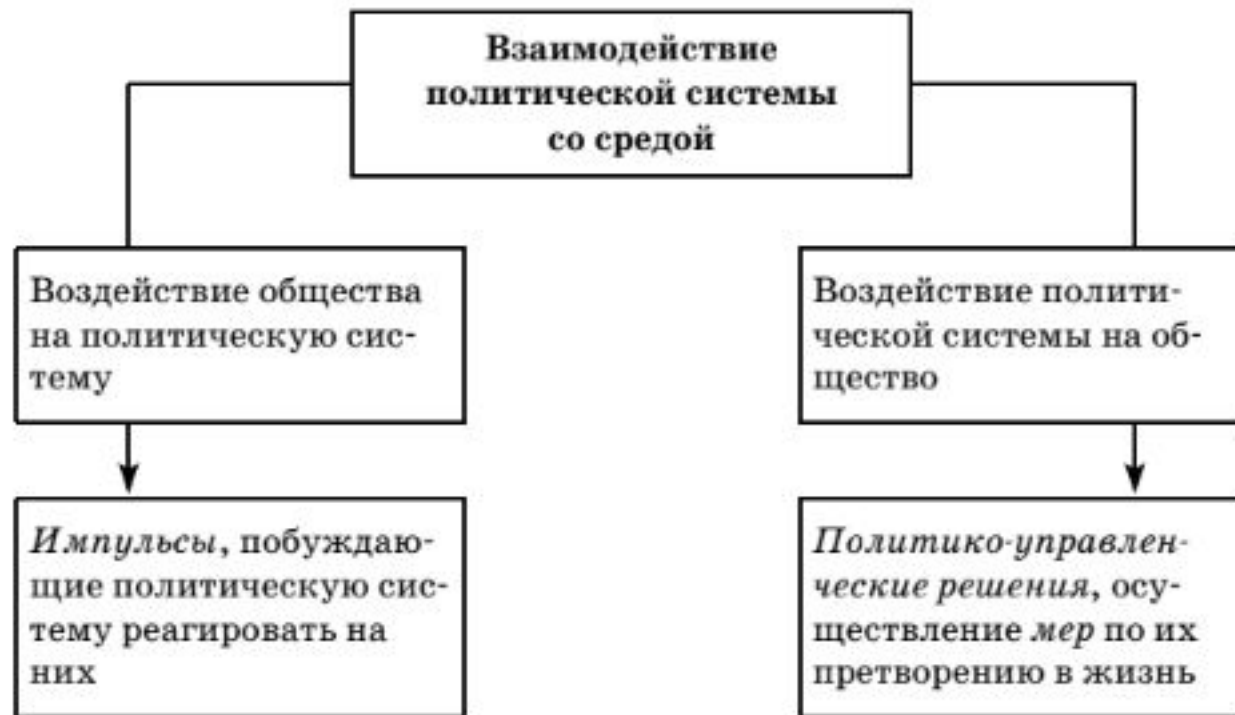 Взаимодействие
политической системы
со средой
Воздействие общества
на политическую сис-
тему
Воздействие полити-
ческой системы на об-
щество
Импульсы, побуждаю-
щие политическую сис-
тему реагировать на
них
Политико-управлен-
ческие решения, осу-
ществление мер по их
претворению в жизнь